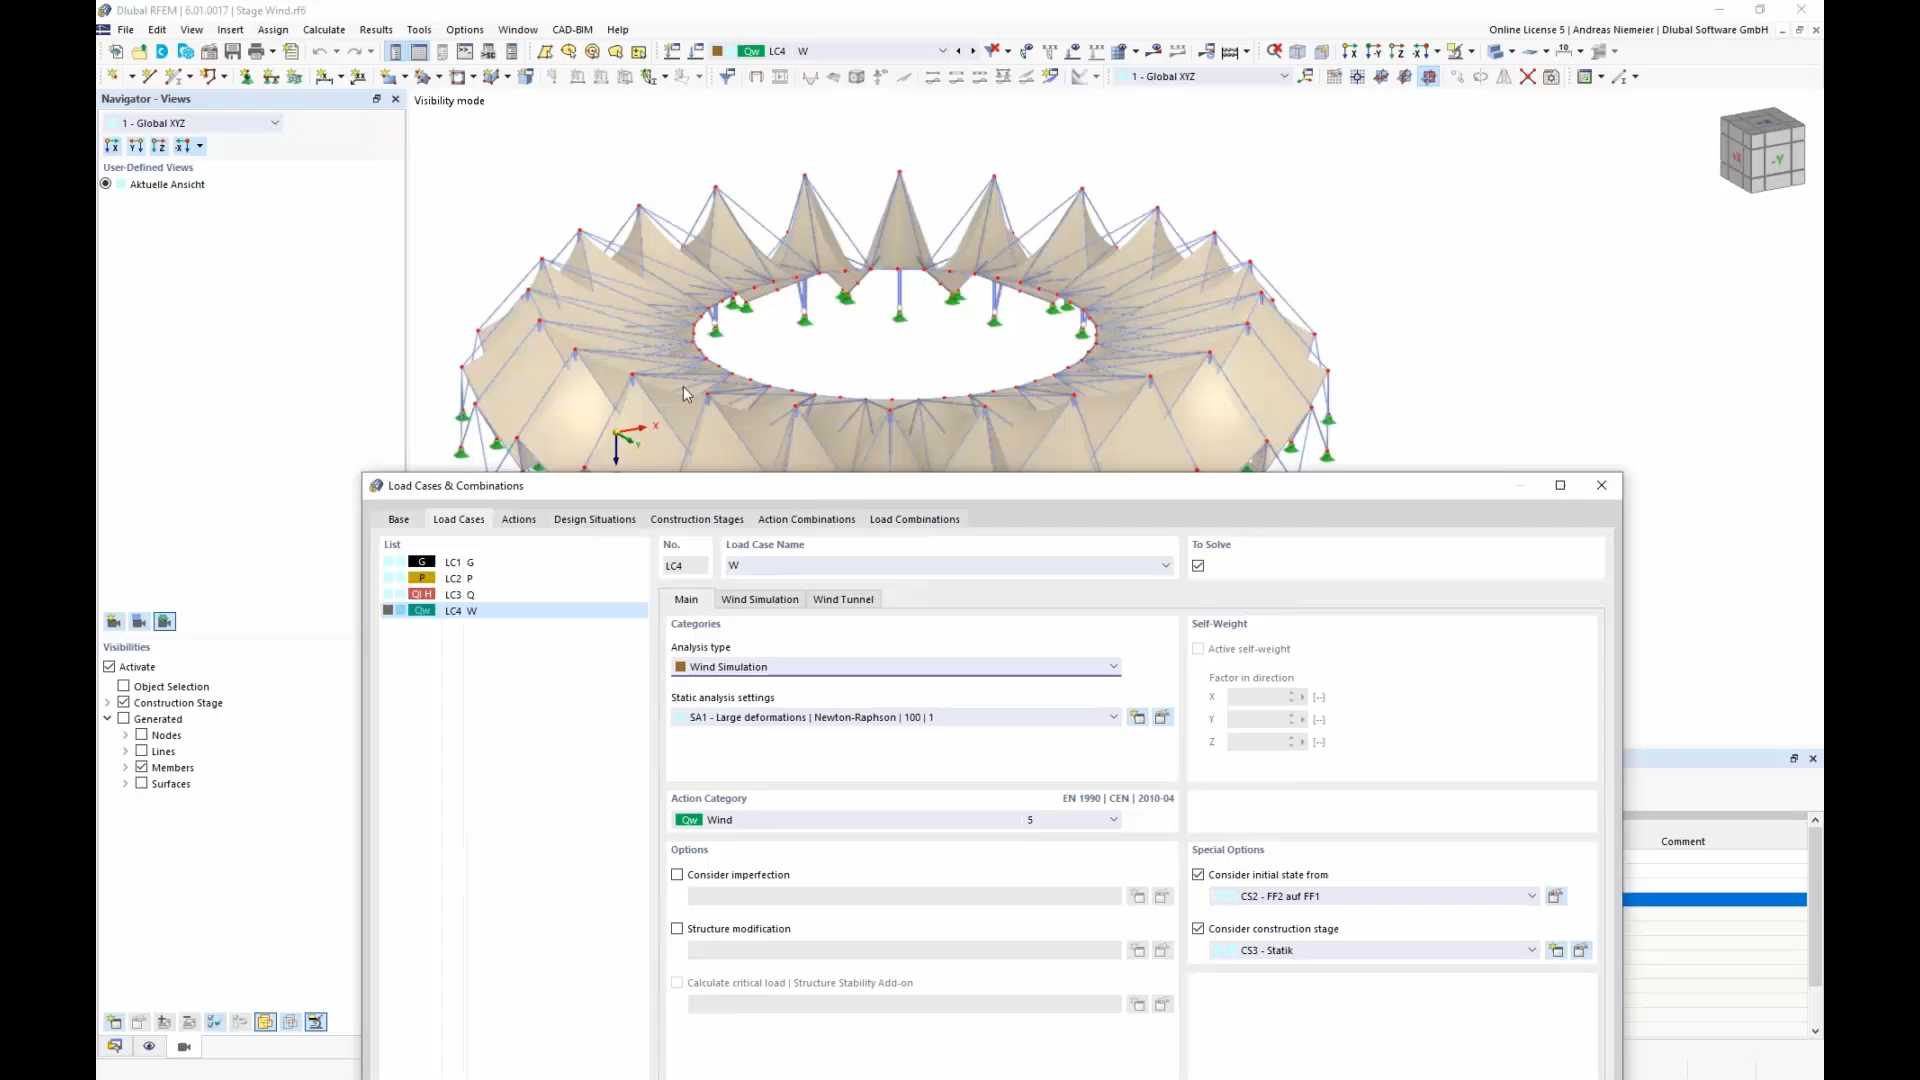 Dlubal RFEM | 6.01.0017 | Stage Wind.rf6
File Edit View Insert Assign Calculate Results Tools Options Window CAD-BIM Help
Online License 5 | Andreas Niemeier | Dlubal Software GmbH
Qw LC4 W
1 - Global XYZ
Navigator - Views
Visibility mode
1 - Global XYZ
User-Defined Views
Aktuelle Ansicht
X
Y
-Y
Load Cases & Combinations
Base Load Cases Actions Design Situations Construction Stages Action Combinations Load Combinations
List
G LC1 G
P LC2 P
QI H LC3 Q
Qw LC4 W
No.
LC4
Load Case Name
W
To Solve
Main Wind Simulation Wind Tunnel
Categories
Analysis type
Wind Simulation
Static analysis settings
SA1 - Large deformations | Newton-Raphson | 100 | 1
Action Category EN 1990 | CEN | 2010-04
Qw Wind 5
Options
Consider imperfection
Structure modification
Calculate critical load | Structure Stability Add-on
Self-Weight
Active self-weight
Factor in direction
X [--]
Y [--]
Z [--]
Special Options
Consider initial state from
CS2 - FF2 auf FF1
Consider construction stage
CS3 - Statik
Visibilities
Activate
Object Selection
Construction Stage
Generated
Nodes
Lines
Members
Surfaces
Comment